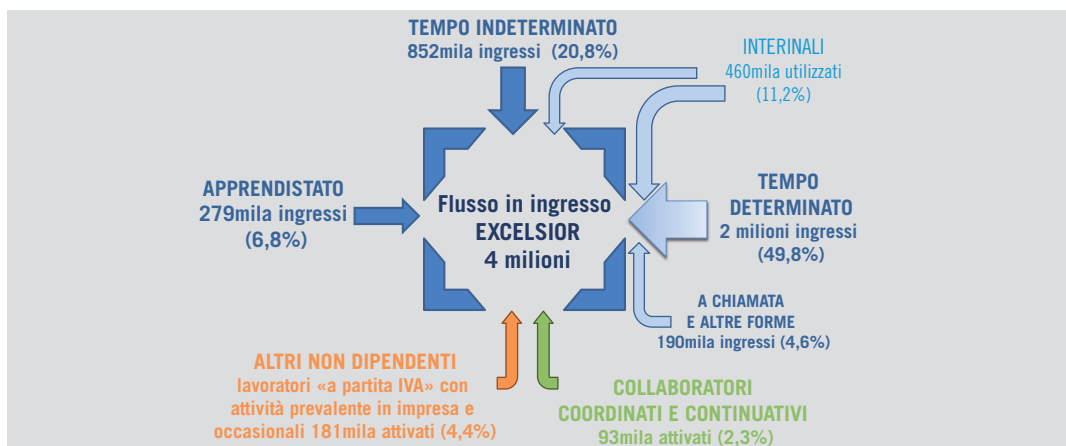 TEMPO INDETERMINATO
852mila ingressi (20,8%)
INTERINALI
460mila utilizzati
(11,2%)
APPRENDISTATO
279mila ingressi
(6,8%)
Flusso in ingresso
EXCELSIOR
4 milioni
TEMPO
DETERMINATO
2 milioni ingressi
(49,8%)
A CHIAMATA
E ALTRE FORME
190mila ingressi (4,6%)
ALTRI NON DIPENDENTI
lavoratori «a partita IVA» con
attività prevalente in impresa e
occasionali 181mila attivati (4,4%)
COLLABORATORI
COORDINATI E CONTINUATIVI
93mila attivati (2,3%)